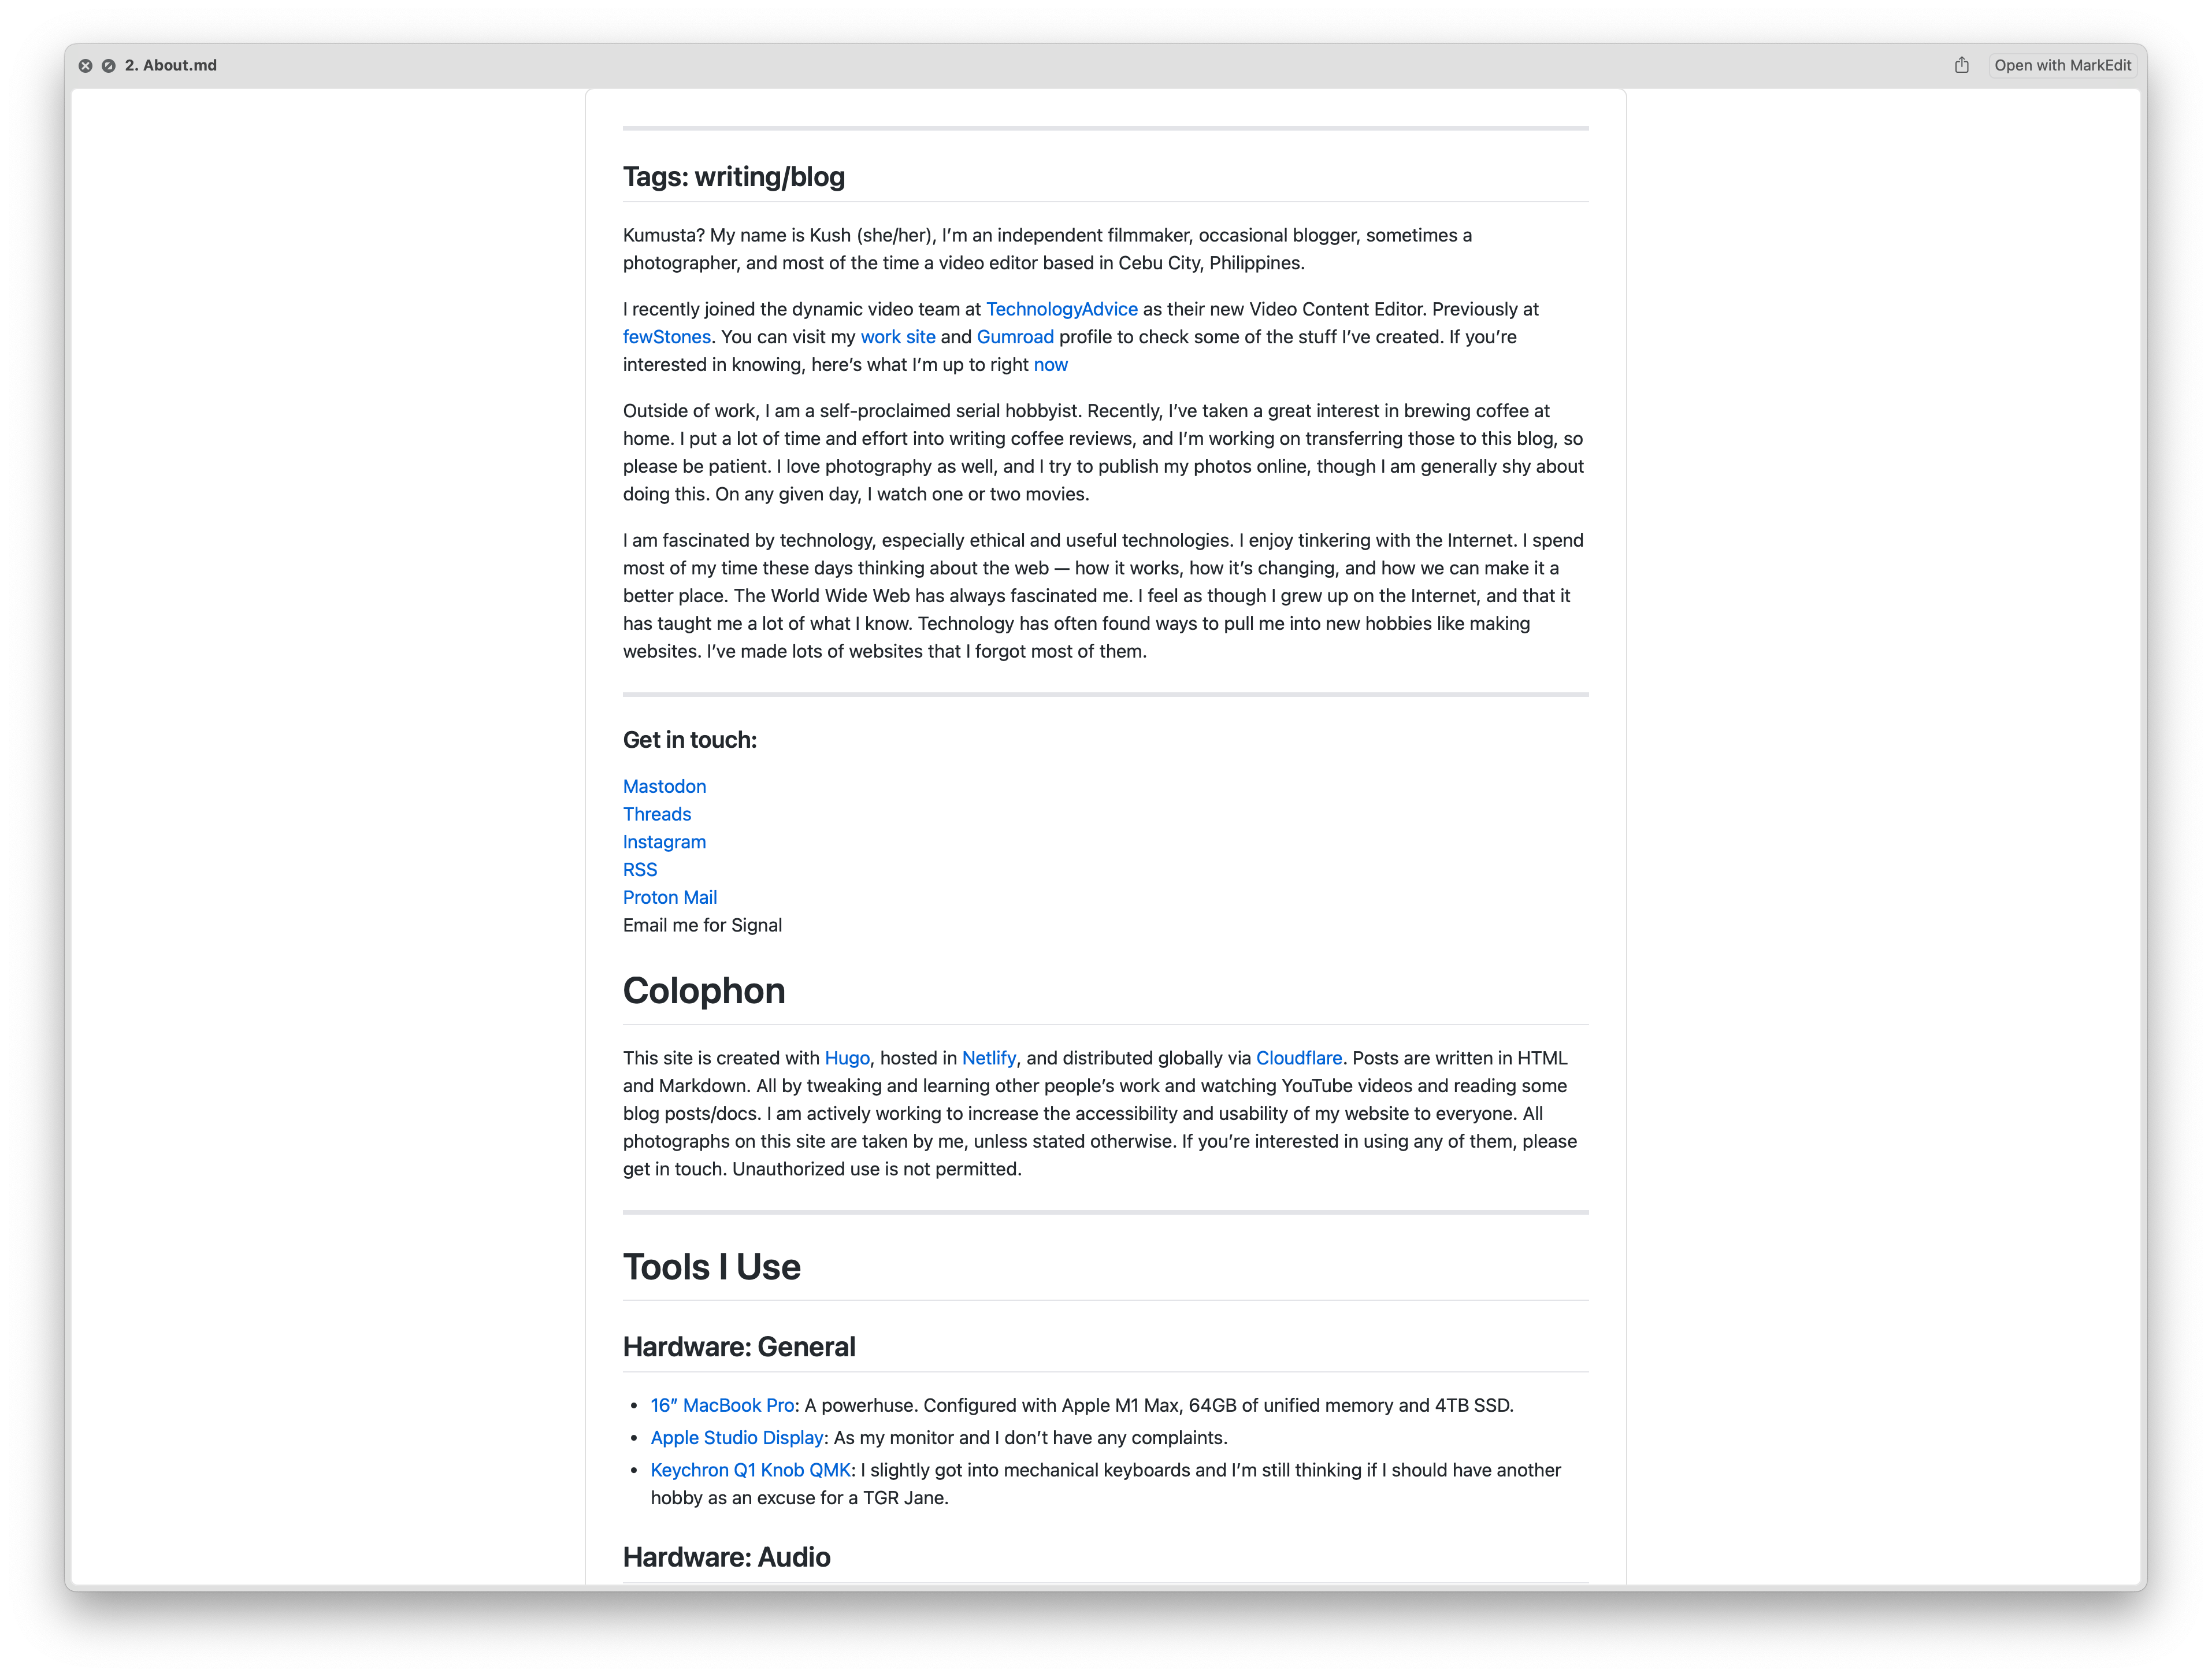 2. About.md
Open with MarkEdit
Tags: writing/blog
Kumusta? My name is Kush (she/her), I’m an independent filmmaker, occasional blogger, sometimes a
photographer, and most of the time a video editor based in Cebu City, Philippines.
I recently joined the dynamic video team at TechnologyAdvice as their new Video Content Editor. Previously at
fewStones. You can visit my work site and Gumroad profile to check some of the stuff I’ve created. If you’re
interested in knowing, here’s what I’m up to right now
Outside of work, I am a self-proclaimed serial hobbyist. Recently, I’ve taken a great interest in brewing coffee at
home. I put a lot of time and effort into writing coffee reviews, and I’m working on transferring those to this blog, so
please be patient. I love photography as well, and I try to publish my photos online, though I am generally shy about
doing this. On any given day, I watch one or two movies.
I am fascinated by technology, especially ethical and useful technologies. I enjoy tinkering with the Internet. I spend
most of my time these days thinking about the web — how it works, how it’s changing, and how we can make it a
better place. The World Wide Web has always fascinated me. I feel as though I grew up on the Internet, and that it
has taught me a lot of what I know. Technology has often found ways to pull me into new hobbies like making
websites. I’ve made lots of websites that I forgot most of them.
Get in touch:
Mastodon
Threads
Instagram
RSS
Proton Mail
Email me for Signal
Colophon
This site is created with Hugo, hosted in Netlify, and distributed globally via Cloudflare. Posts are written in HTML
and Markdown. All by tweaking and learning other people’s work and watching YouTube videos and reading some
blog posts/docs. I am actively working to increase the accessibility and usability of my website to everyone. All
photographs on this site are taken by me, unless stated otherwise. If you’re interested in using any of them, please
get in touch. Unauthorized use is not permitted.
Tools I Use
Hardware: General
• 16” MacBook Pro: A powerhuse. Configured with Apple M1 Max, 64GB of unified memory and 4TB SSD.
• Apple Studio Display: As my monitor and I don’t have any complaints.
• Keychron Q1 Knob QMK: I slightly got into mechanical keyboards and I’m still thinking if I should have another
hobby as an excuse for a TGR Jane.
Hardware: Audio